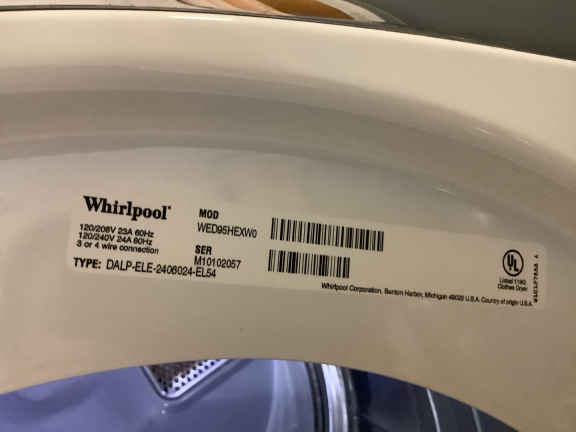 Whirlpool®
120/208V 23A 60Hz
120/240V 24A 60Hz
3 or 4 wire connection
MOD
WED95HEXW0
SER
M10102057
TYPE: DALP-ELE-2406024-EL54
UL
Listed
Clothes Dryer
Whirlpool Corporation, Benton Harbor, Michigan 49022 U.S.A. Country of origin U.S.A.